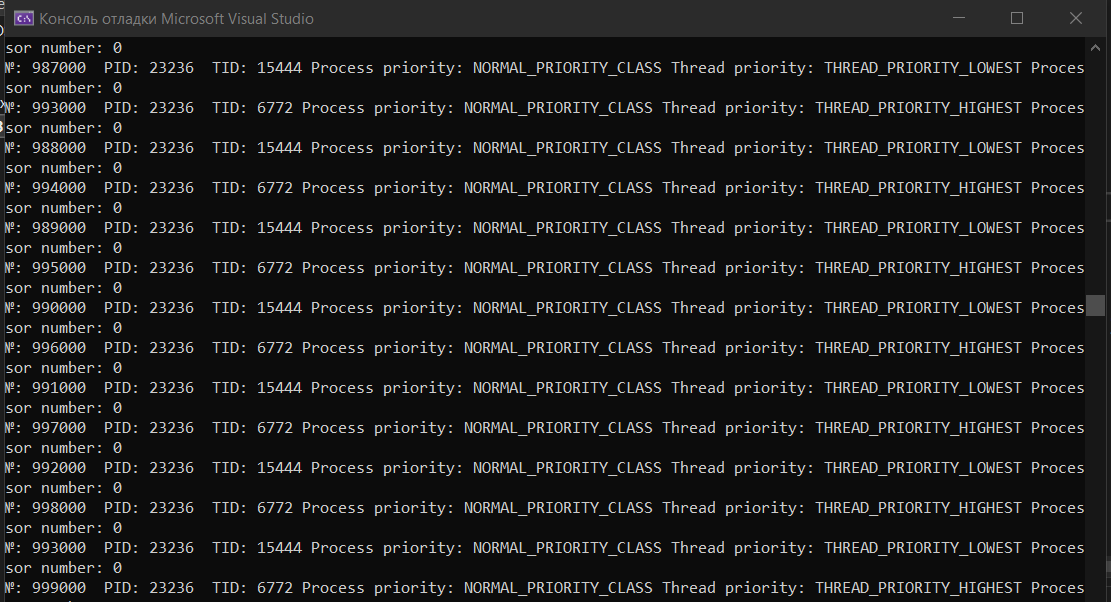 Консоль отладки Microsoft Visual Studio
sor number: 0
№: 987000 PID: 23236 TID: 15444 Process priority: NORMAL_PRIORITY_CLASS Thread priority: THREAD_PRIORITY_LOWEST Proces
sor number: 0
№: 993000 PID: 23236 TID: 6772 Process priority: NORMAL_PRIORITY_CLASS Thread priority: THREAD_PRIORITY_HIGHEST Proces
sor number: 0
№: 988000 PID: 23236 TID: 15444 Process priority: NORMAL_PRIORITY_CLASS Thread priority: THREAD_PRIORITY_LOWEST Proces
sor number: 0
№: 994000 PID: 23236 TID: 6772 Process priority: NORMAL_PRIORITY_CLASS Thread priority: THREAD_PRIORITY_HIGHEST Proces
sor number: 0
№: 989000 PID: 23236 TID: 15444 Process priority: NORMAL_PRIORITY_CLASS Thread priority: THREAD_PRIORITY_LOWEST Proces
sor number: 0
№: 995000 PID: 23236 TID: 6772 Process priority: NORMAL_PRIORITY_CLASS Thread priority: THREAD_PRIORITY_HIGHEST Proces
sor number: 0
№: 990000 PID: 23236 TID: 15444 Process priority: NORMAL_PRIORITY_CLASS Thread priority: THREAD_PRIORITY_LOWEST Proces
sor number: 0
№: 996000 PID: 23236 TID: 6772 Process priority: NORMAL_PRIORITY_CLASS Thread priority: THREAD_PRIORITY_HIGHEST Proces
sor number: 0
№: 991000 PID: 23236 TID: 15444 Process priority: NORMAL_PRIORITY_CLASS Thread priority: THREAD_PRIORITY_LOWEST Proces
sor number: 0
№: 997000 PID: 23236 TID: 6772 Process priority: NORMAL_PRIORITY_CLASS Thread priority: THREAD_PRIORITY_HIGHEST Proces
sor number: 0
№: 992000 PID: 23236 TID: 15444 Process priority: NORMAL_PRIORITY_CLASS Thread priority: THREAD_PRIORITY_LOWEST Proces
sor number: 0
№: 998000 PID: 23236 TID: 6772 Process priority: NORMAL_PRIORITY_CLASS Thread priority: THREAD_PRIORITY_HIGHEST Proces
sor number: 0
№: 993000 PID: 23236 TID: 15444 Process priority: NORMAL_PRIORITY_CLASS Thread priority: THREAD_PRIORITY_LOWEST Proces
sor number: 0
№: 999000 PID: 23236 TID: 6772 Process priority: NORMAL_PRIORITY_CLASS Thread priority: THREAD_PRIORITY_HIGHEST Proces